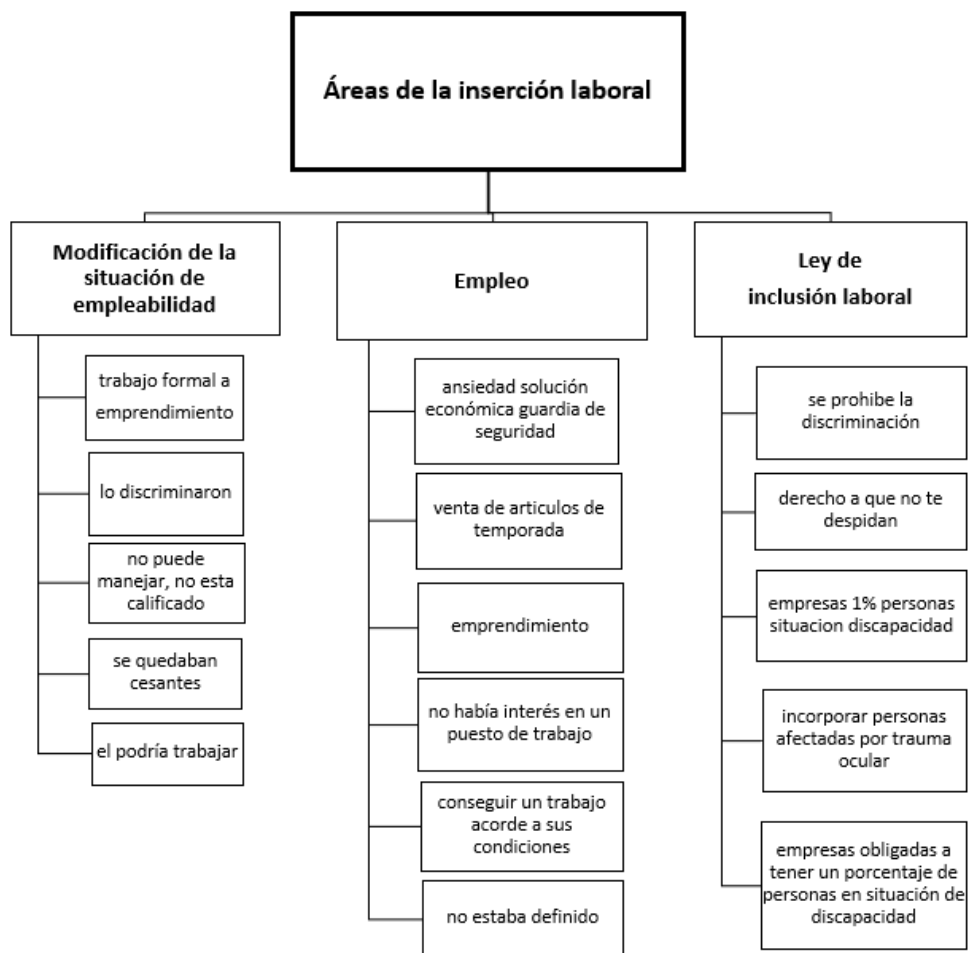 Áreas de la inserción laboral
Modificación de la
situación de
empleabilidad
trabajo formal a
emprendimiento
lo discriminaron
no puede
manejar, no esta
calificado
se quedaban
cesantes
el podría trabajar
Empleo
ansiedad solución
económica guardia de
seguridad
venta de articulos de
temporada
emprendimiento
no había interés en un
puesto de trabajo
conseguir un trabajo
acorde a sus
condiciones
no estaba definido
Ley de
inclusión laboral
se prohibe la
discriminación
derecho a que no te
despidan
empresas 1% personas
situacion discapacidad
incorporar personas
afectadas por trauma
ocular
empresas obligadas a
tener un porcentaje de
personas en situación de
discapacidad